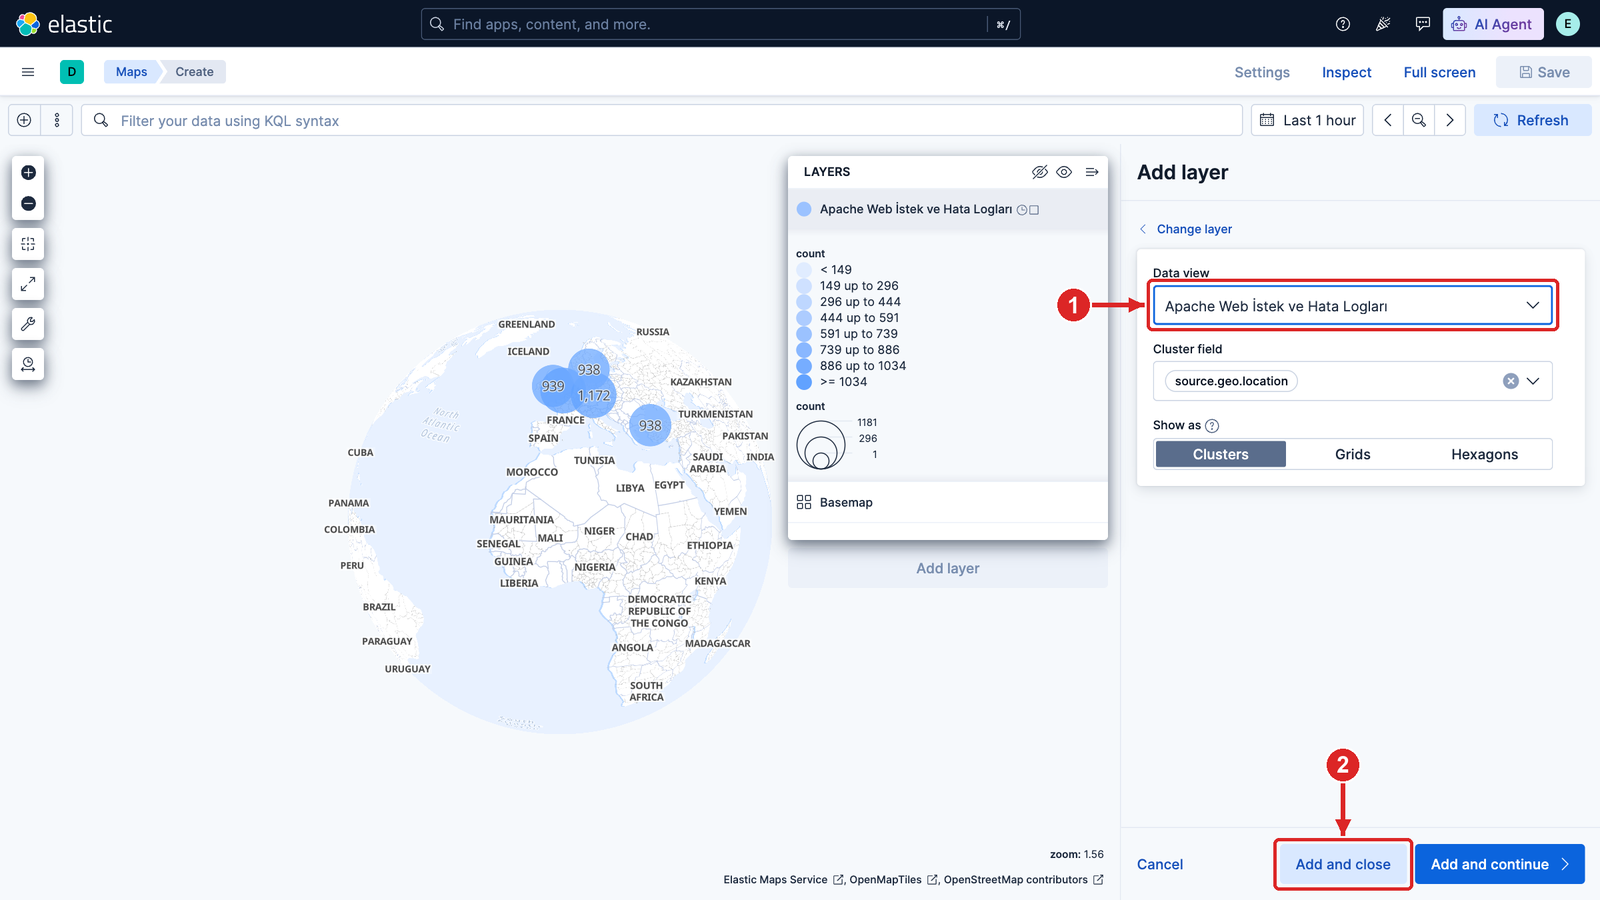 elastic
Find apps, content, and more.
⌘/
AI Agent
E
D
Maps
Create
Settings
Inspect
Full screen
Save
Filter your data using KQL syntax
Last 1 hour
Refresh
LAYERS
Apache Web İstek ve Hata Logları
count
< 149
149 up to 296
296 up to 444
444 up to 591
591 up to 739
739 up to 886
886 up to 1034
>= 1034
count
1181
296
1
Basemap
Add layer
GREENLAND
RUSSIA
ICELAND
938
939
1,172
KAZAKHSTAN
North
Atlantic
Ocean
FRANCE
938
TURKMENISTAN
SPAIN
PAKISTAN
CUBA
TUNISIA
SAUDI
ARABIA
INDIA
MOROCCO
LIBYA
EGYPT
PANAMA
YEMEN
MAURITANIA
COLOMBIA
MALI
NIGER
CHAD
SENEGAL
ETHIOPIA
GUINEA
PERU
NIGERIA
LIBERIA
KENYA
BRAZIL
DEMOCRATIC
REPUBLIC OF
THE CONGO
PARAGUAY
ANGOLA
MADAGASCAR
URUGUAY
SOUTH
AFRICA
zoom: 1.56
Elastic Maps Service , OpenMapTiles , OpenStreetMap contributors
Add layer
Change layer
Data view
1
Apache Web İstek ve Hata Logları
Cluster field
source.geo.location
Show as
Clusters
Grids
Hexagons
2
Cancel
Add and close
Add and continue